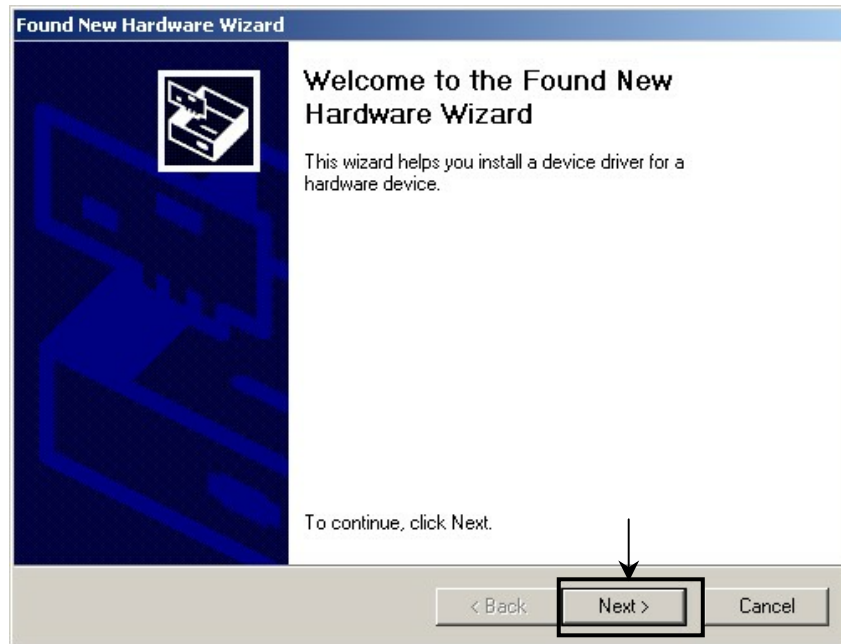 Found New Hardware Wizard
Welcome to the Found New
Hardware Wizard
This wizard helps you install a device driver for a
hardware device.
To continue, click Next.
< Back
Next >
Cancel